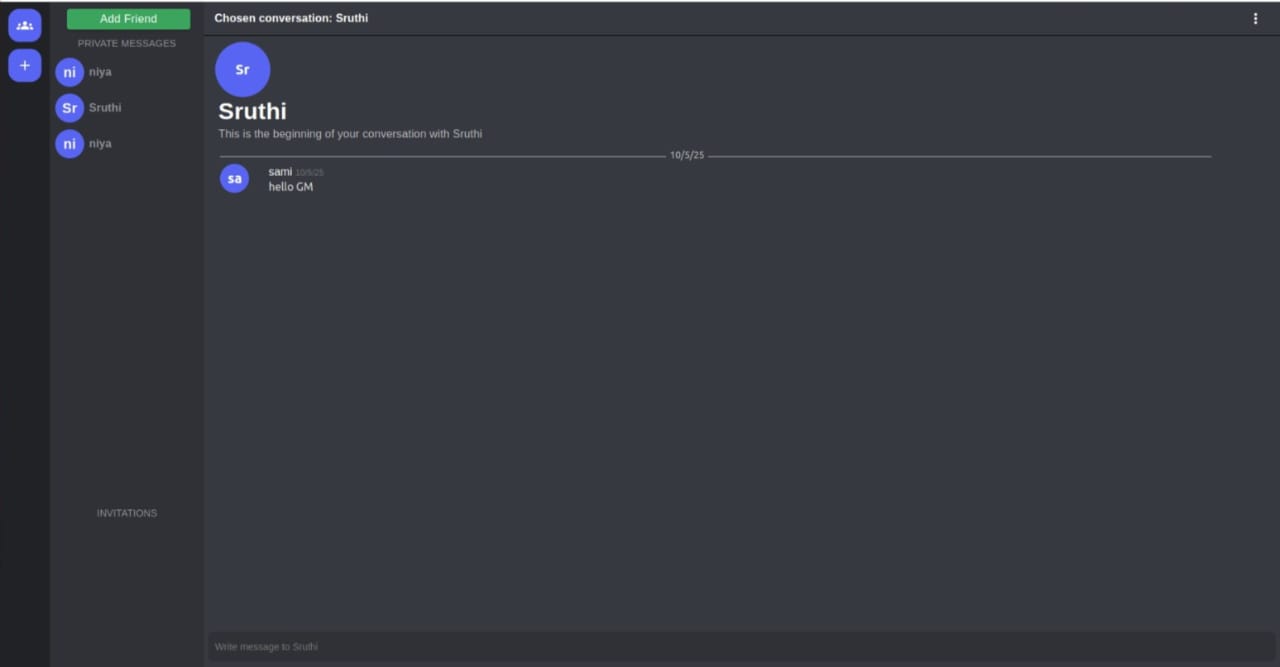 Add Friend
PRIVATE MESSAGES
ni niya
Sr Sruthi
ni niya
INVITATIONS
Chosen conversation: Sruthi
Sr
Sruthi
This is the beginning of your conversation with Sruthi
10/5/25
sa
sami 10/5/25
hello GM
Write message to Sruthi